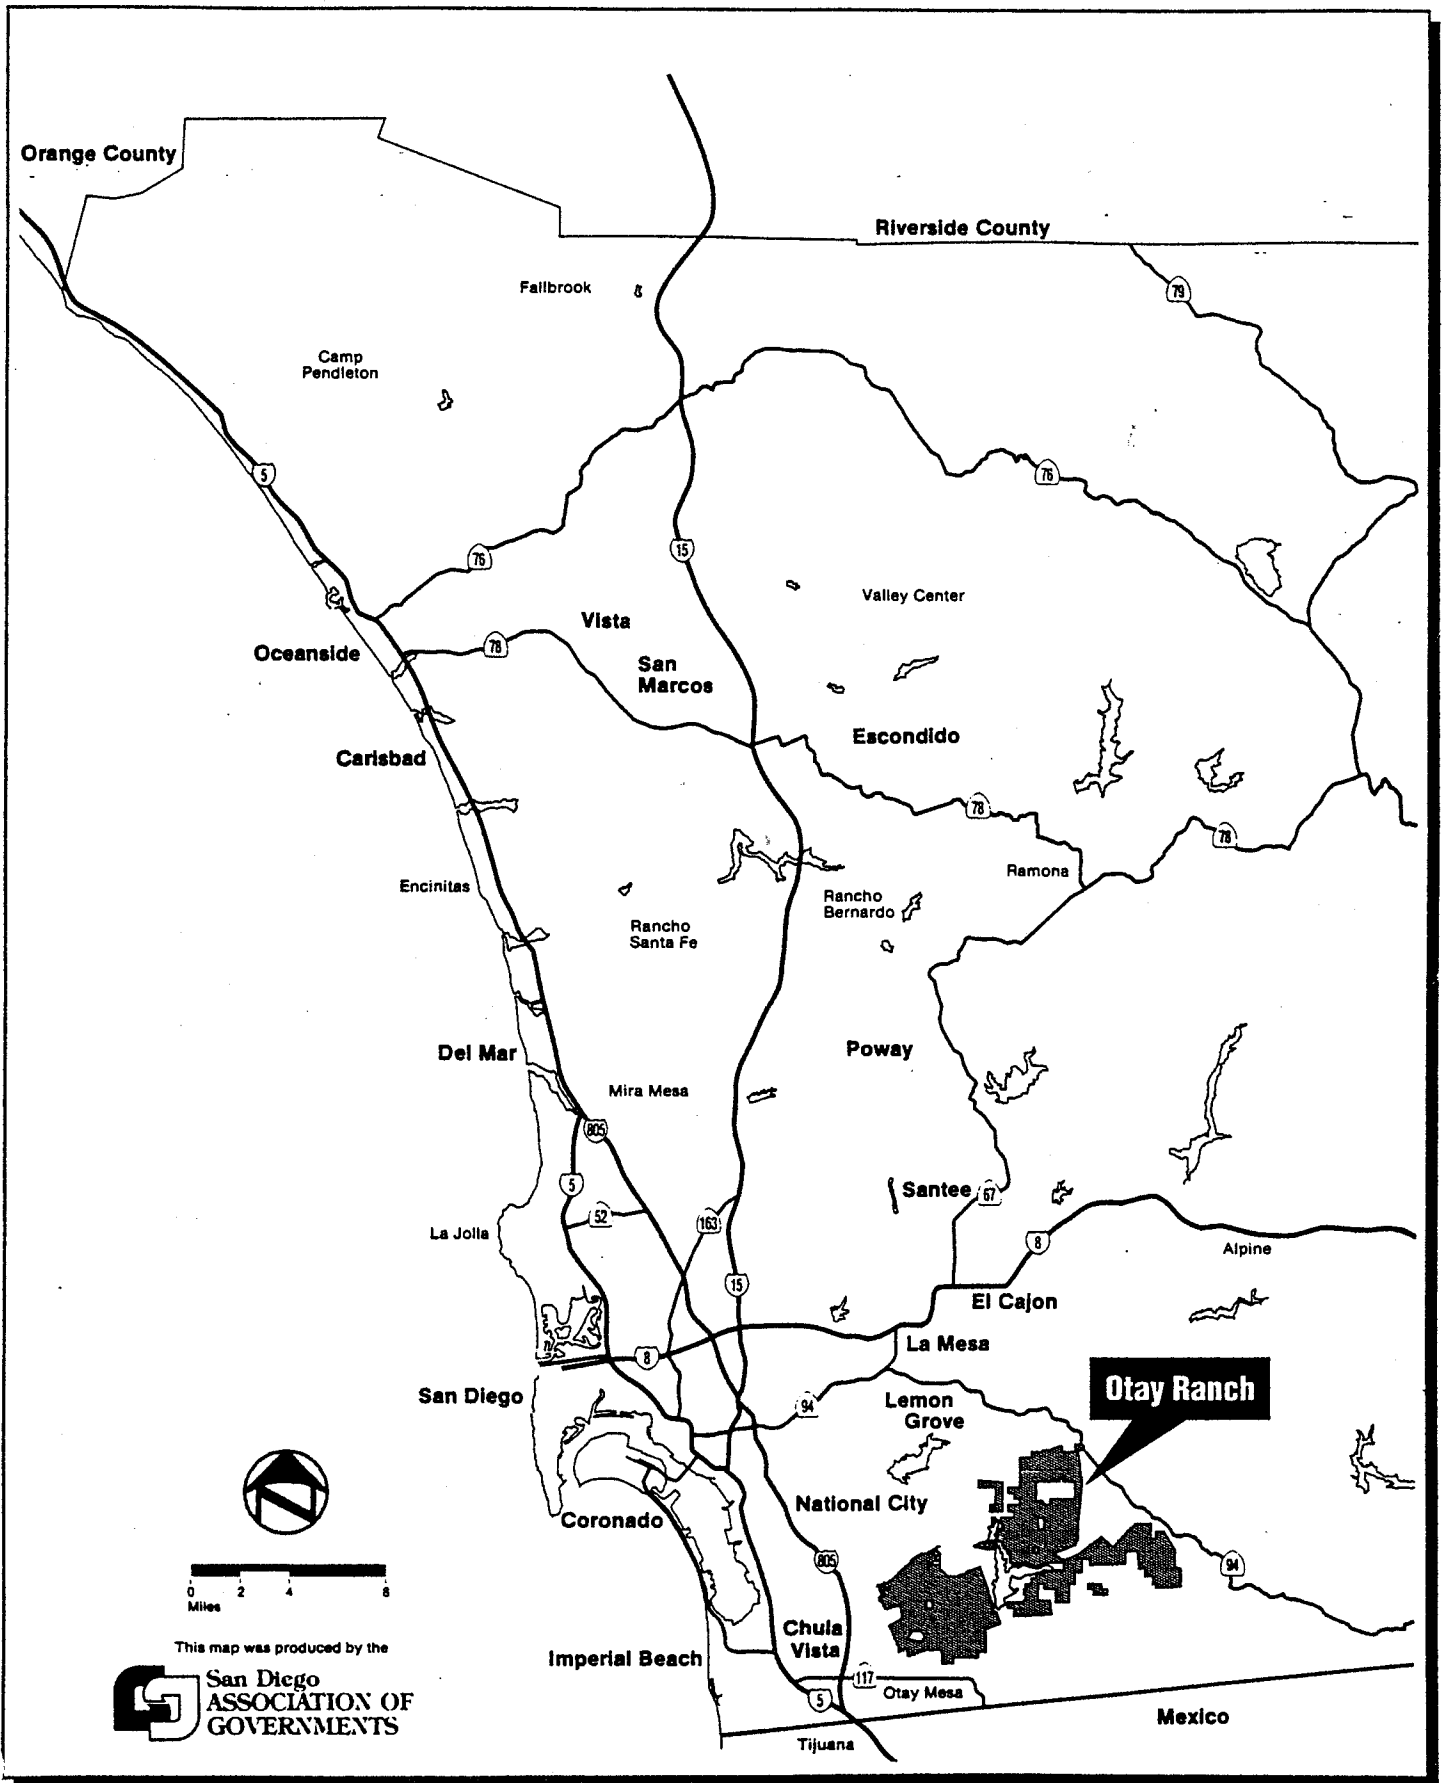 Orange County
Riverside County
79
Fallbrook
Camp
Pendleton
5
76
76
15
Valley Center
Vista
78
Oceanside
San
Marcos
Escondido
Carlsbad
78
78
Ramona
Encinitas
Rancho
Bernardo
Rancho
Santa Fe
Del Mar
Poway
Mira Mesa
805
5
Santee
67
52
163
La Jolla
8
Alpine
15
El Cajon
La Mesa
8
San Diego
Otay Ranch
94
Lemon
Grove
National City
Coronado
805
94
0 2 4 8
Miles
This map was produced by the
San Diego
ASSOCIATION OF
GOVERNMENTS
Chula
Vista
Imperial Beach
117
Otay Mesa
5
Mexico
Tijuana